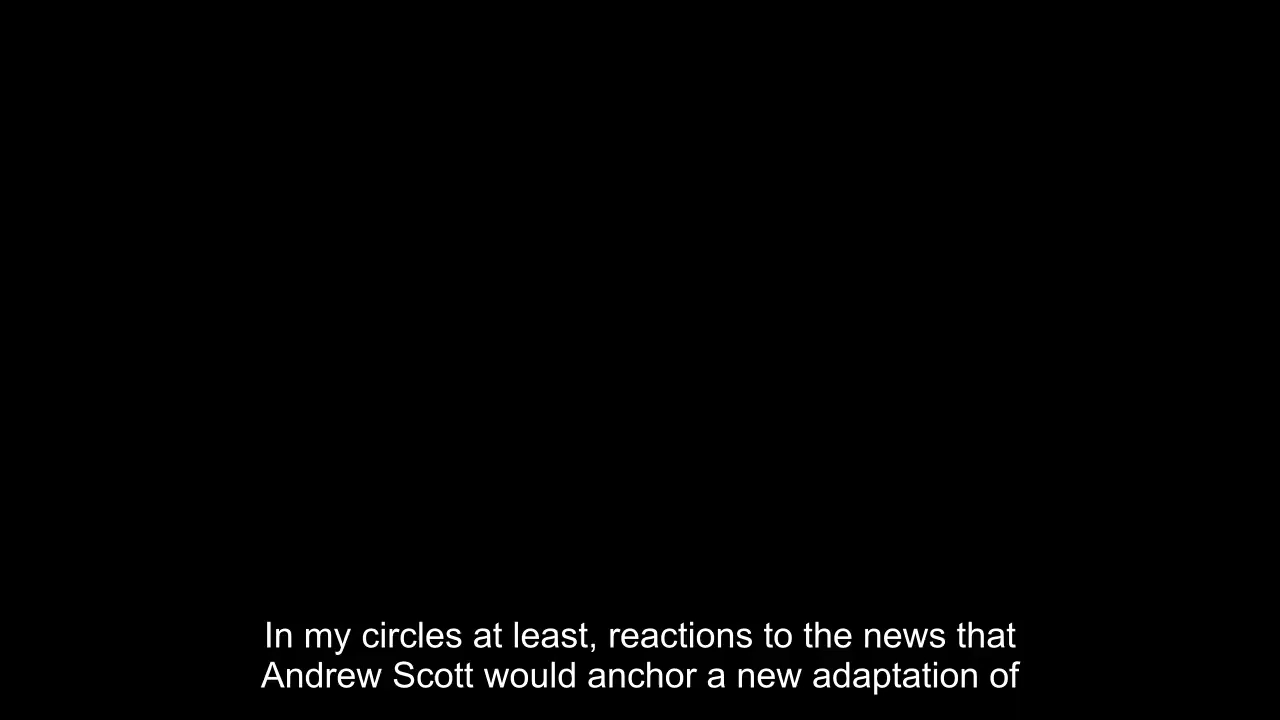 In my circles at least, reactions to the news that
Andrew Scott would anchor a new adaptation of